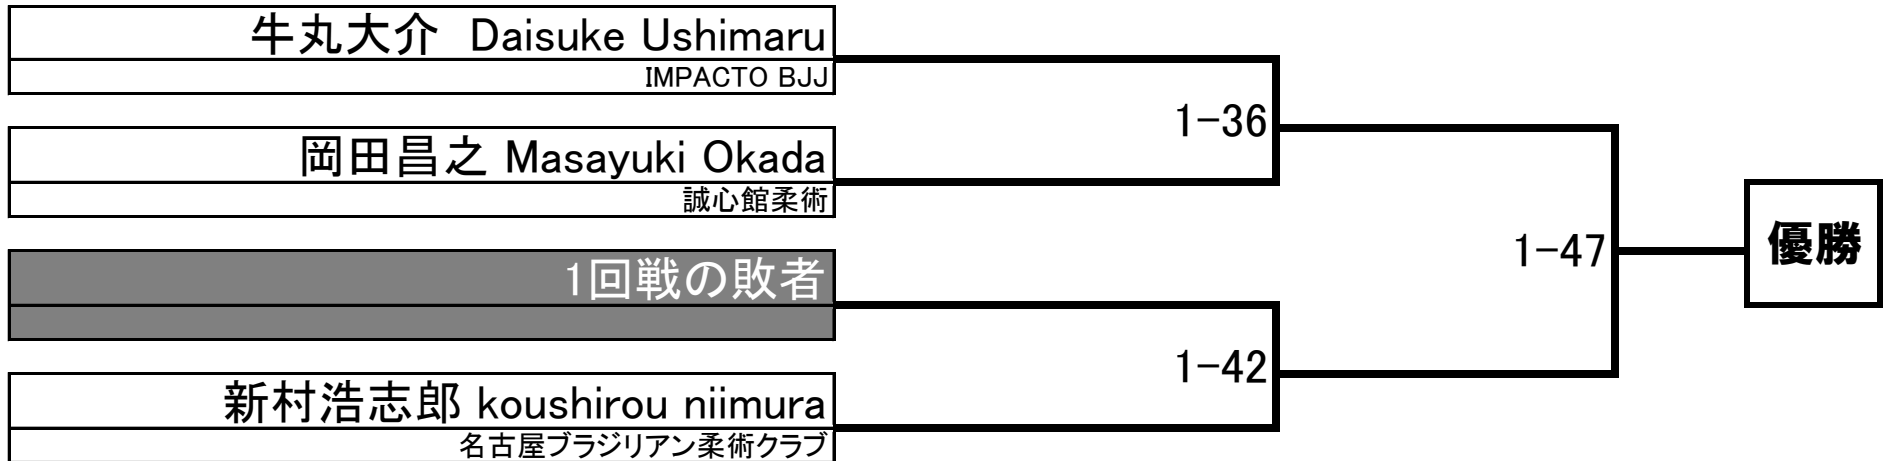 牛丸大介 Daisuke Ushimaru
IMPACTO BJJ
1-36
岡田昌之 Masayuki Okada
誠心館柔術
1-47
優勝
1回戦の敗者
1-42
新村浩志郎 koushirou niimura
名古屋ブラジリアン柔術クラブ